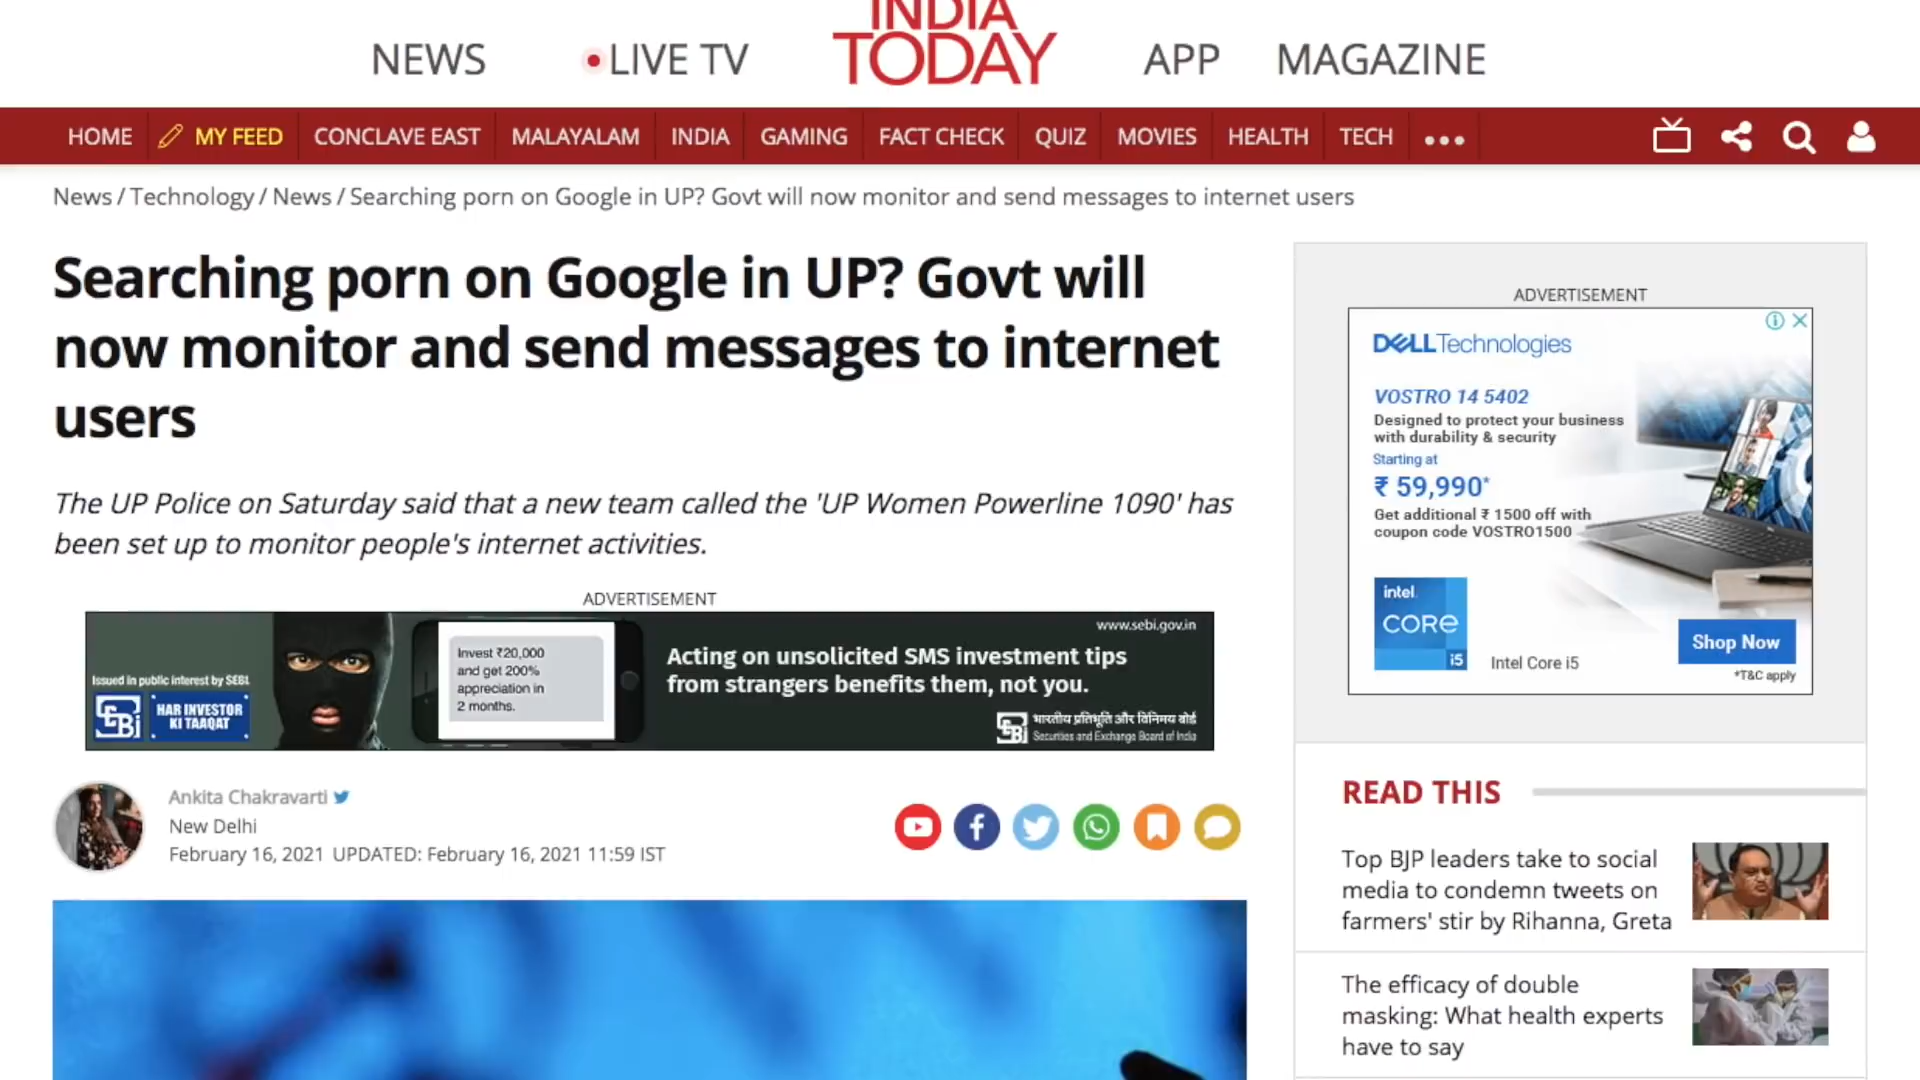 INDIA
TODAY
NEWS
LIVE TV
APP
MAGAZINE
HOME
MY FEED
CONCLAVE EAST
MALAYALAM
INDIA
GAMING
FACT CHECK
QUIZ
MOVIES
HEALTH
TECH
News / Technology / News / Searching porn on Google in UP? Govt will now monitor and send messages to internet users
Searching porn on Google in UP? Govt will
now monitor and send messages to internet
users
The UP Police on Saturday said that a new team called the 'UP Women Powerline 1090' has
been set up to monitor people's internet activities.
ADVERTISEMENT
Issued in public interest by SEBI.
SEBI
HAR INVESTOR
KI TAAQAT
Invest ₹20,000
and get 200%
appreciation in
2 months.
www.sebi.gov.in
Acting on unsolicited SMS investment tips
from strangers benefits them, not you.
SEBI
भारतीय प्रतिभूति और विनिमय बोर्ड
Securities and Exchange Board of India
Ankita Chakravarti
New Delhi
February 16, 2021 UPDATED: February 16, 2021 11:59 IST
ADVERTISEMENT
DELLTechnologies
VOSTRO 14 5402
Designed to protect your business
with durability & security
Starting at
₹ 59,990*
Get additional ₹ 1500 off with
coupon code VOSTRO1500
intel
CORE
i5
Intel Core i5
Shop Now
*T&C apply
READ THIS
Top BJP leaders take to social
media to condemn tweets on
farmers' stir by Rihanna, Greta
The efficacy of double
masking: What health experts
have to say